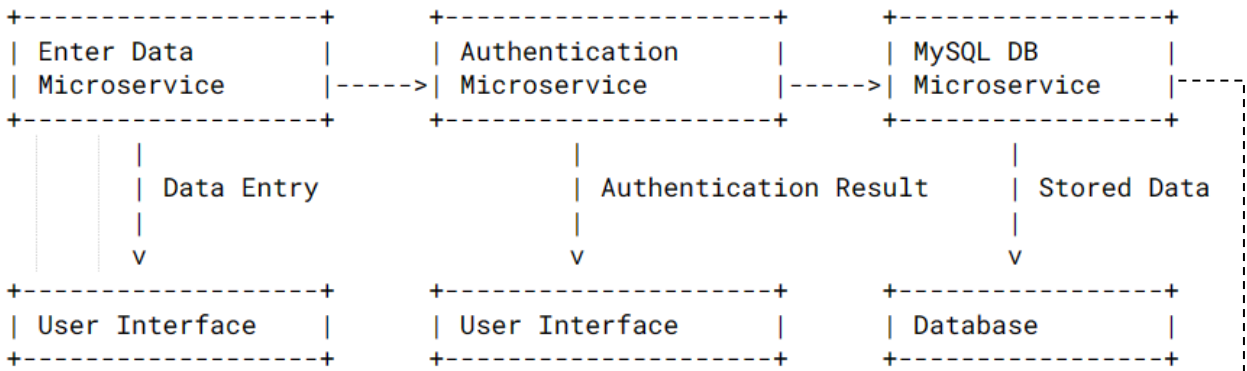 Enter Data
Microservice
Authentication
Microservice
MySQL DB
Microservice
Data Entry
Authentication Result
Stored Data
User Interface
User Interface
Database